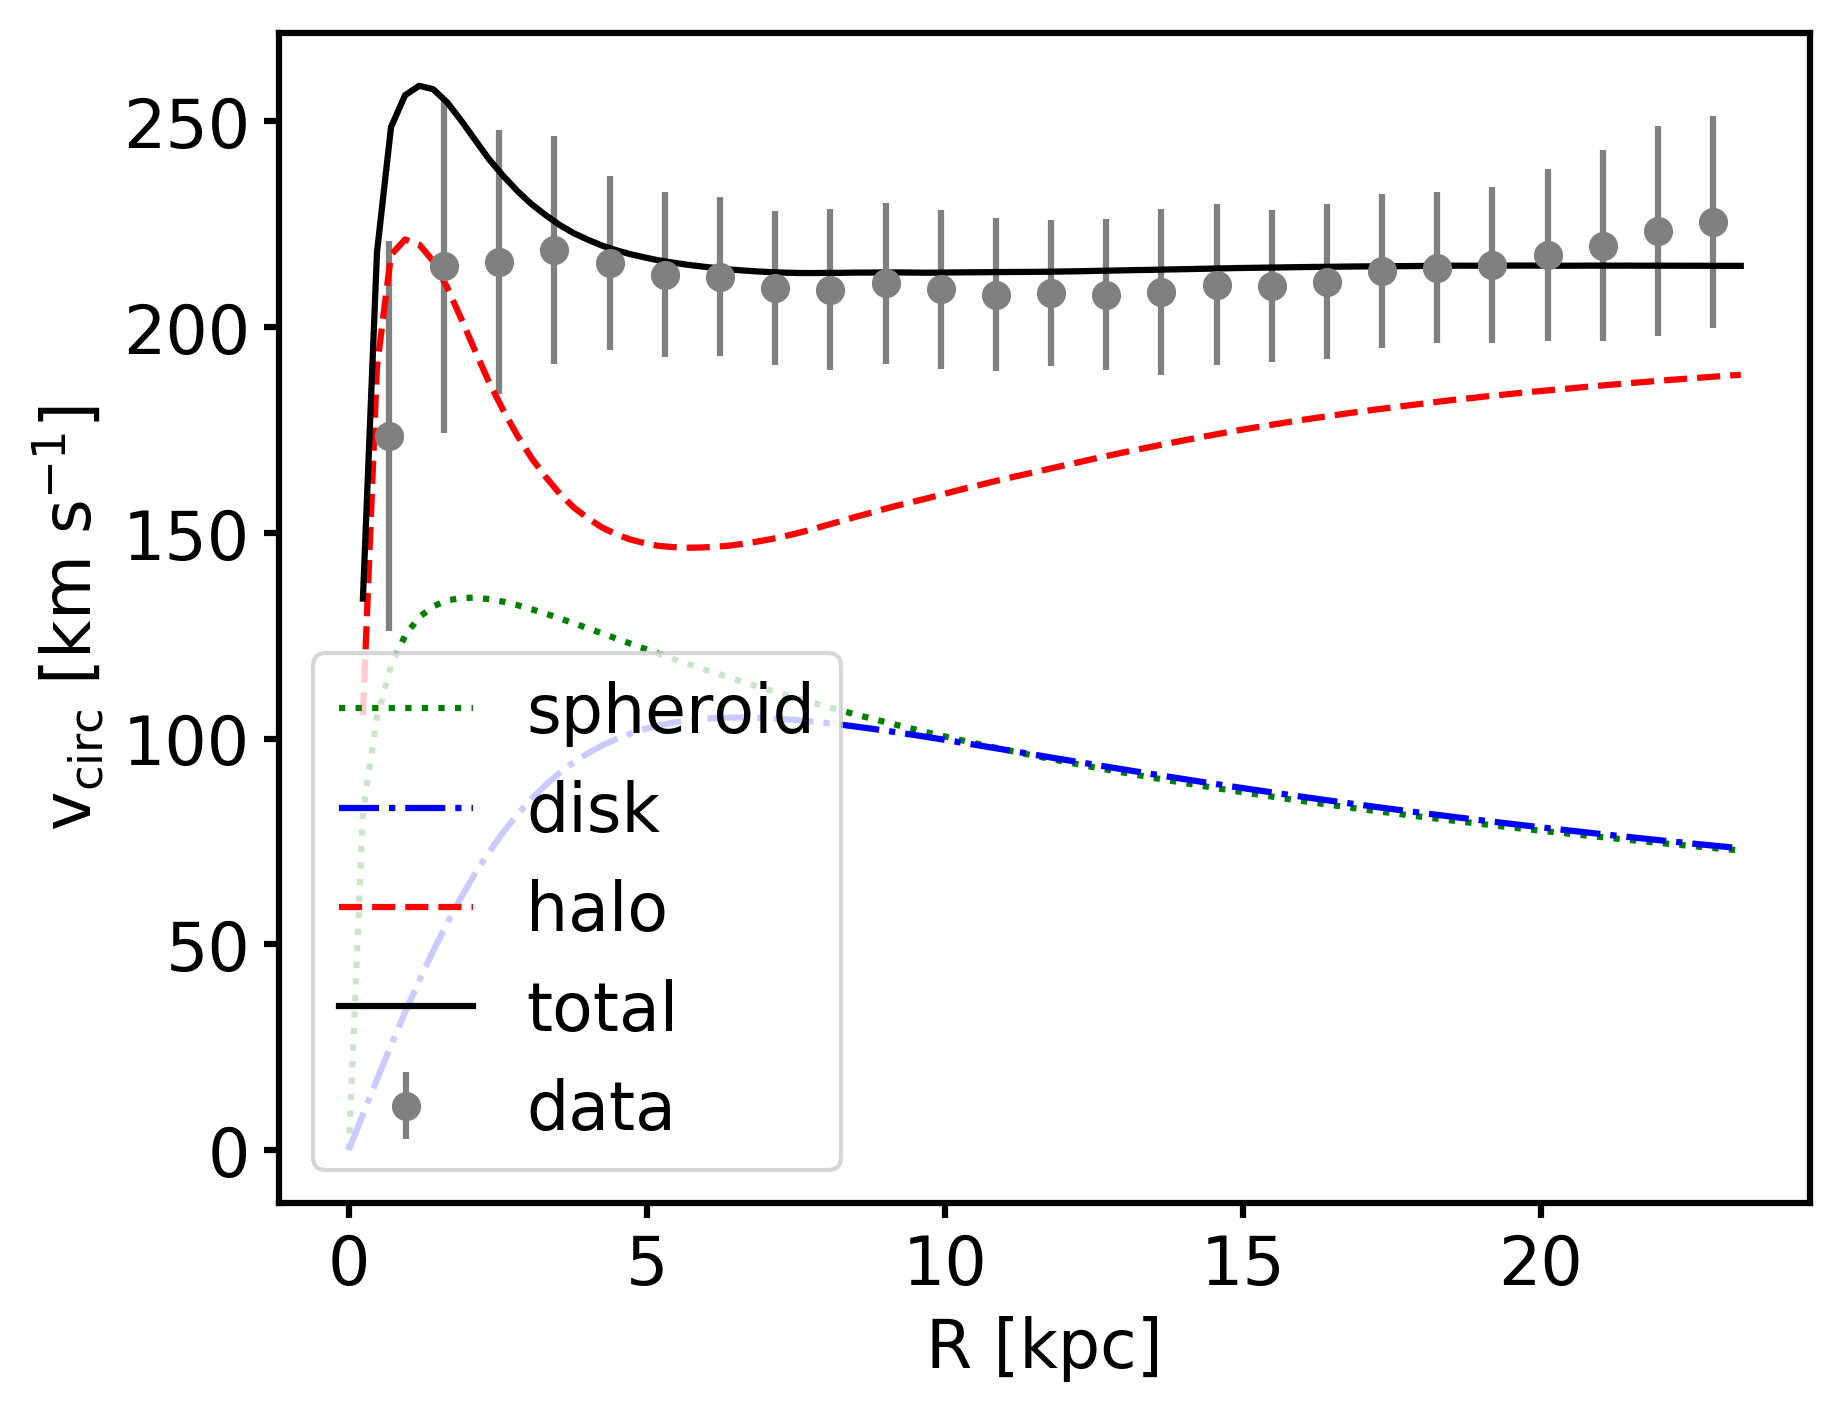 250
200
150
100
50
0
v_circ [km s⁻¹]
spheroid
disk
halo
total
data
0 5 10 15 20
R [kpc]